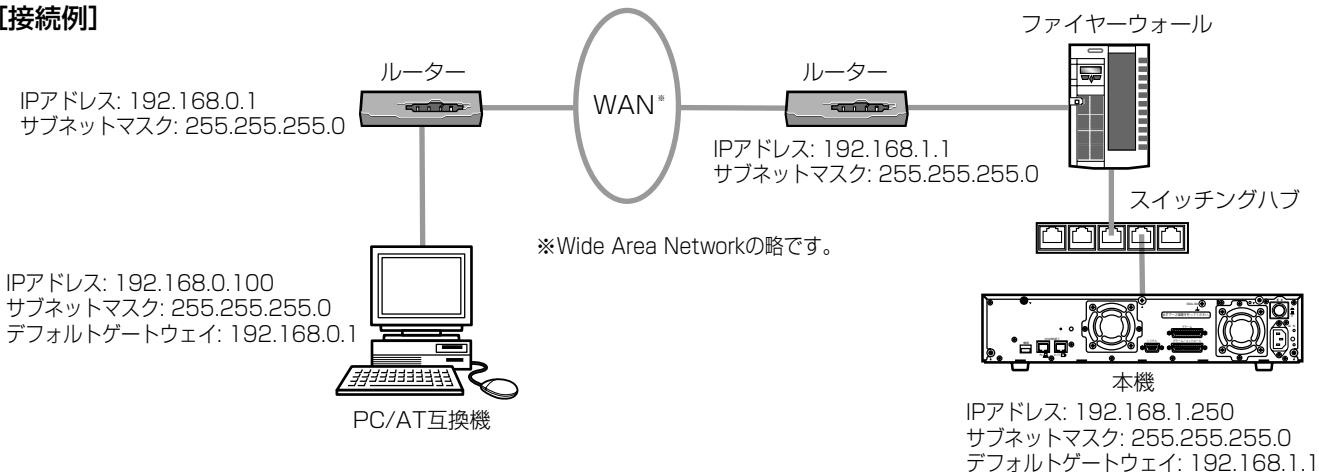 [接続例]
ファイヤーウォール
ルーター
ルーター
WAN※
IPアドレス: 192.168.0.1
サブネットマスク: 255.255.255.0
IPアドレス: 192.168.1.1
サブネットマスク: 255.255.255.0
スイッチングハブ
※Wide Area Networkの略です。
IPアドレス: 192.168.0.100
サブネットマスク: 255.255.255.0
デフォルトゲートウェイ: 192.168.0.1
PC/AT互換機
本機
IPアドレス: 192.168.1.250
サブネットマスク: 255.255.255.0
デフォルトゲートウェイ: 192.168.1.1